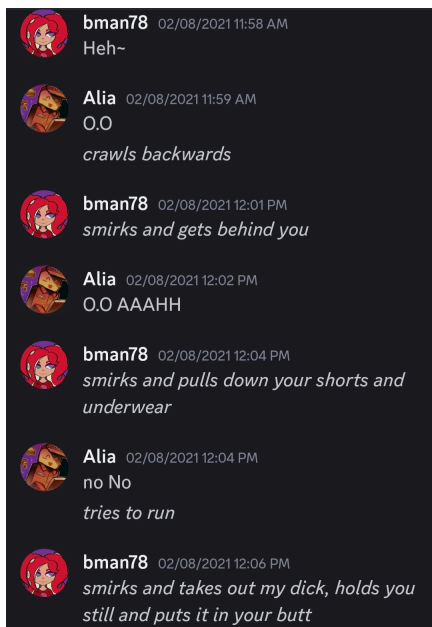 bman78 02/08/2021 11:58 AM
Heh~
Alia 02/08/2021 11:59 AM
O.O
crawls backwards
bman78 02/08/2021 12:01 PM
smirks and gets behind you
Alia 02/08/2021 12:02 PM
O.O AAAHH
bman78 02/08/2021 12:04 PM
smirks and pulls down your shorts and
underwear
Alia 02/08/2021 12:04 PM
no No
tries to run
bman78 02/08/2021 12:06 PM
smirks and takes out my dick, holds you
still and puts it in your butt